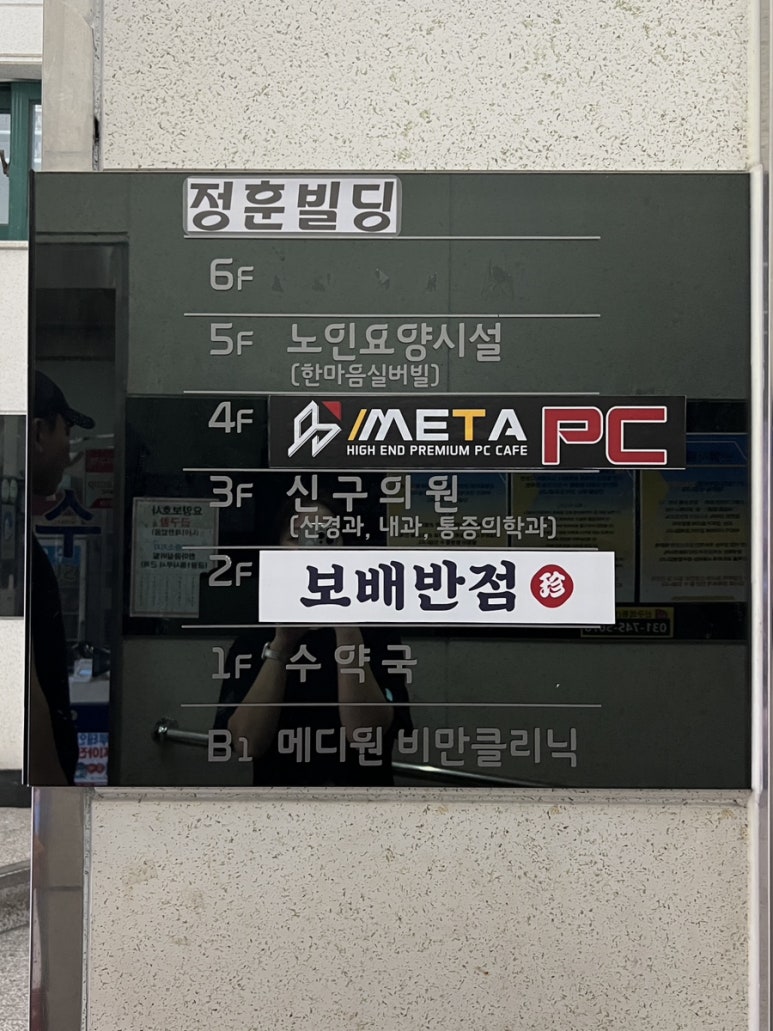 정훈빌딩
6F
5F 노인요양시설
(한마음실버빌)
4F META PC
HIGH END PREMIUM PC CAFE
3F 신구의원
(신경과, 내과, 통증의학과)
2F 보배반점 珍
1F 수약국
B1 메디원 비만클리닉